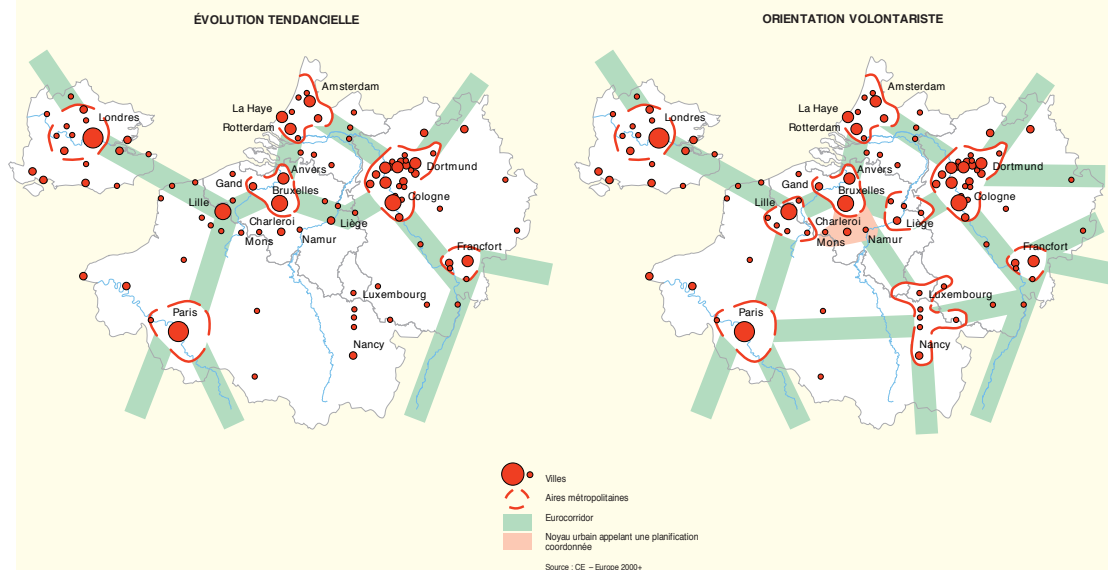 ÉVOLUTION TENDANCIELLE
Amsterdam
La Haye
Londres
Rotterdam
Dortmund
Anvers
Gand
Bruxelles
Cologne
Lille
Charleroi
Liège
Mons
Namur
Francfort
Luxembourg
Paris
Nancy
ORIENTATION VOLONTARISTE
Amsterdam
La Haye
Londres
Rotterdam
Dortmund
Anvers
Gand
Bruxelles
Cologne
Lille
Charleroi
Liège
Mons
Namur
Francfort
Luxembourg
Paris
Nancy
Villes
Aires métropolitaines
Eurocorridor
Noyau urbain appelant une planification
coordonnée
Source : CE – Europe 2000+